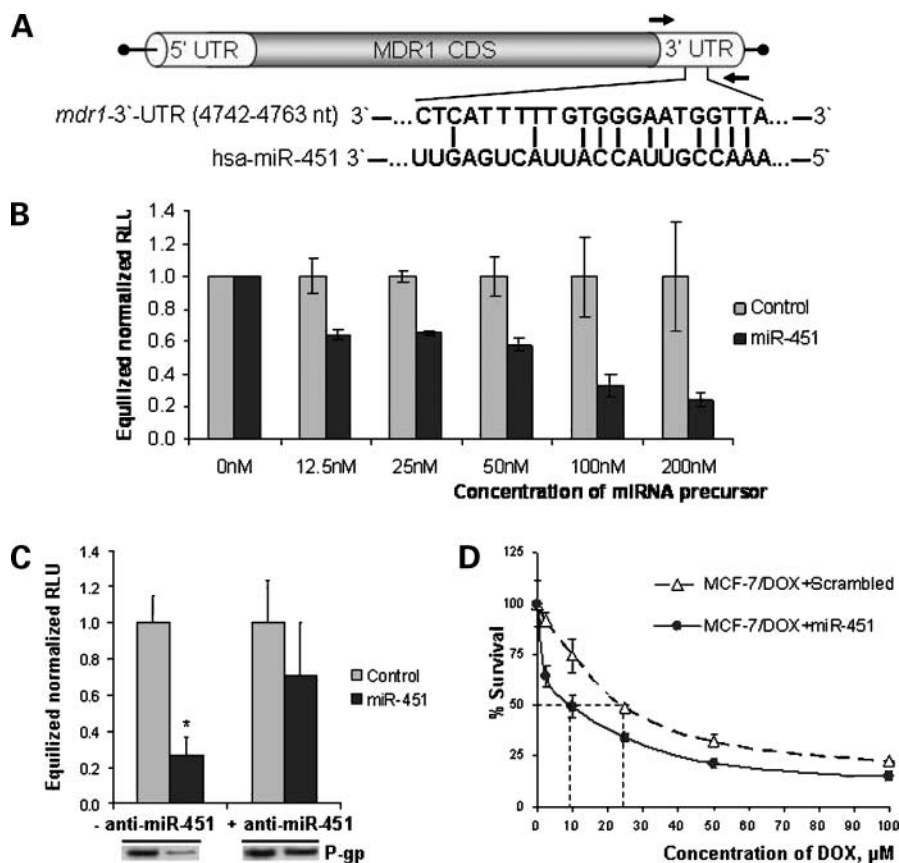 A
5' UTR MDR1 CDS 3' UTR
mdr1-3`-UTR (4742-4763 nt) 3`—...CTCATTTTTGTGGGAATGGTTA...—3`
hsa-miR-451 3`—...UUGAGUCAUUACCAUUGCCAAA...—5`
B
Equilized normalized RLU
1.4
1.2
1.0
0.8
0.6
0.4
0.2
0.0
0nM 12.5nM 25nM 50nM 100nM 200nM
Concentration of miRNA precursor
Control
miR-451
C
Equilized normalized RLU
1.4
1.2
1.0
0.8
0.6
0.4
0.2
0.0
*
Control
miR-451
- anti-miR-451 + anti-miR-451
P-gp
D
% Survival
125
100
75
50
25
0
MCF-7/DOX+Scrambled
MCF-7/DOX+miR-451
0 10 20 30 40 50 60 70 80 90 100
Concentration of DOX, µM